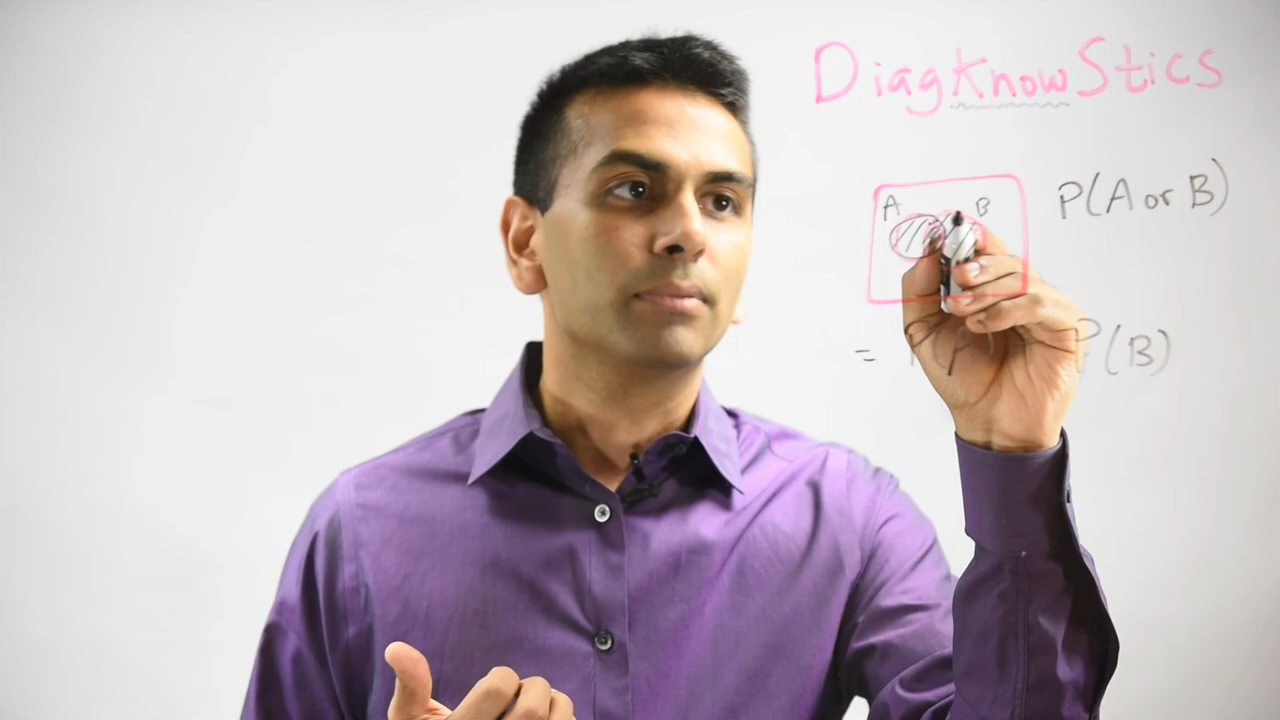 DiagKnowStics
A B
P(A or B)
= P(B)